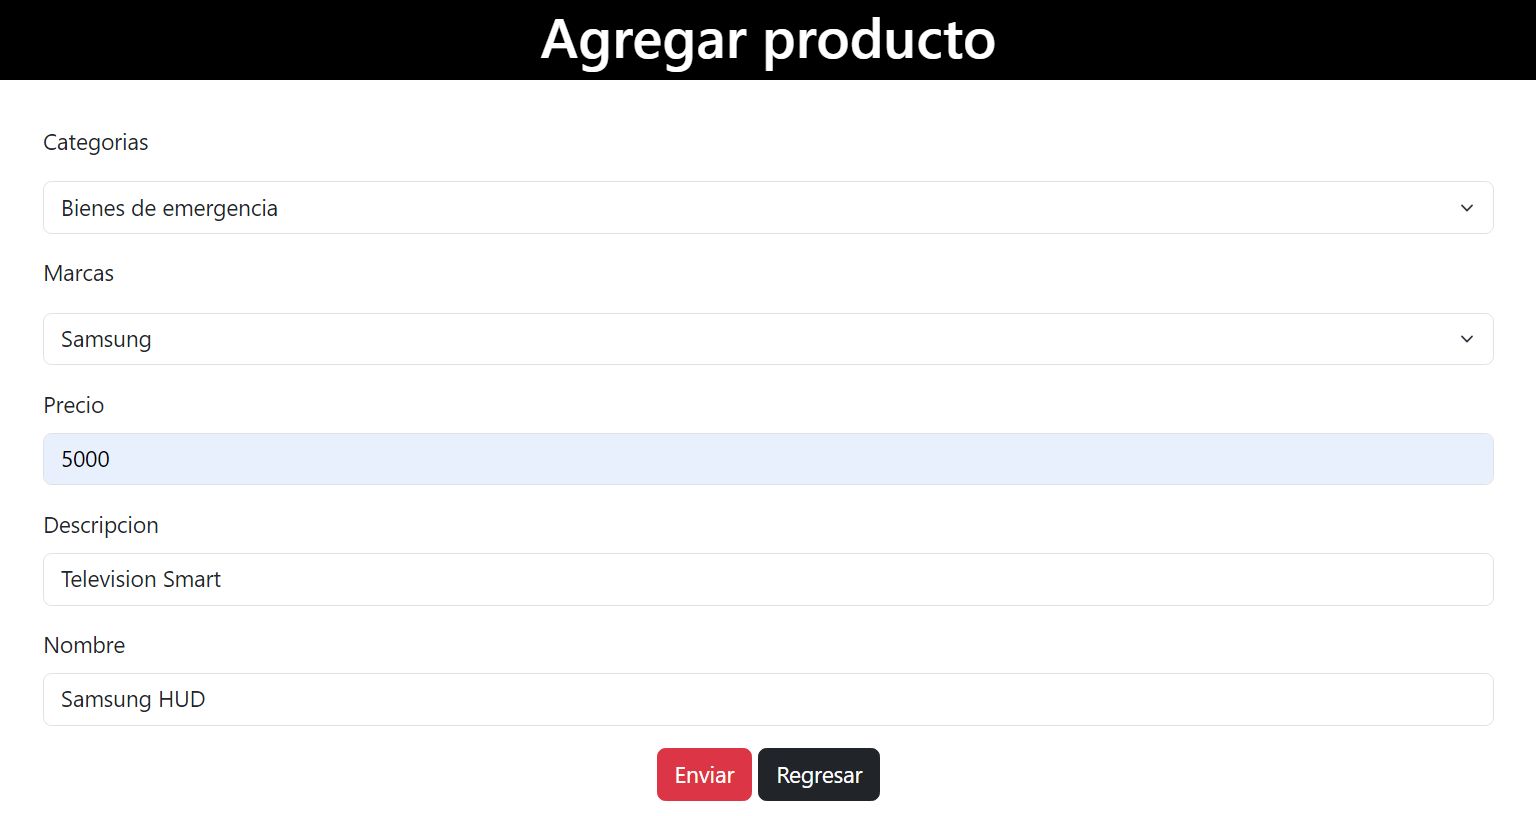 Agregar producto
Categorias
Bienes de emergencia
Marcas
Samsung
Precio
5000
Descripcion
Television Smart
Nombre
Samsung HUD
Enviar
Regresar